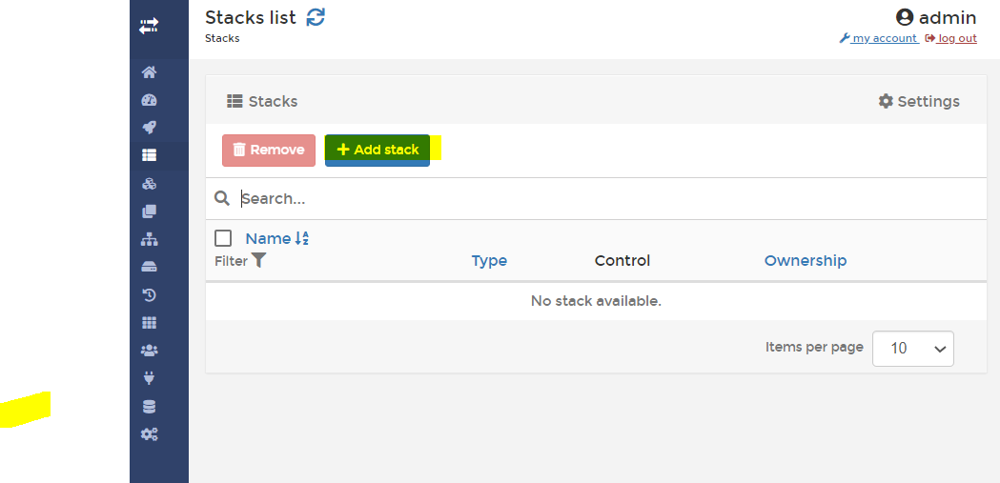 Stacks list
Stacks
admin
my account log out
Stacks
Settings
Remove
Add stack
Search...
Name
Filter
Type
Control
Ownership
No stack available.
Items per page 10